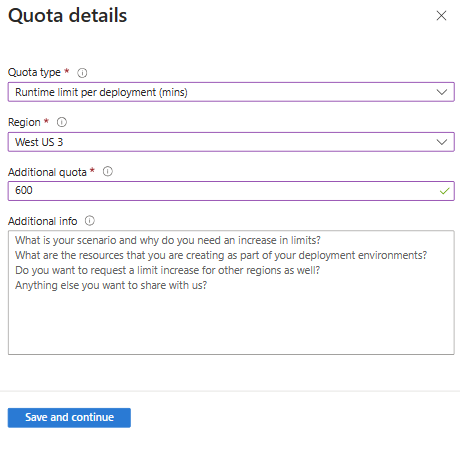 Quota details
Quota type *
Runtime limit per deployment (mins)
Region *
West US 3
Additional quota *
600
Additional info
What is your scenario and why do you need an increase in limits?
What are the resources that you are creating as part of your deployment environments?
Do you want to request a limit increase for other regions as well?
Anything else you want to share with us?
Save and continue